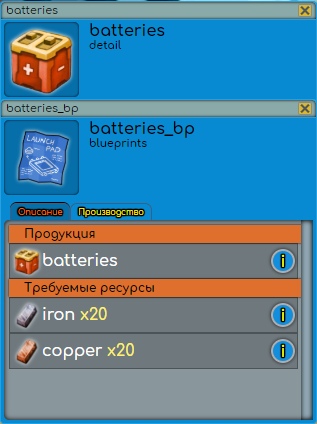 batteries
batteries
detail
batteries_bp
LAUNCH PAD
batteries_bp
blueprints
Описание Производство
Продукция
batteries
Требуемые ресурсы
iron x20
copper x20